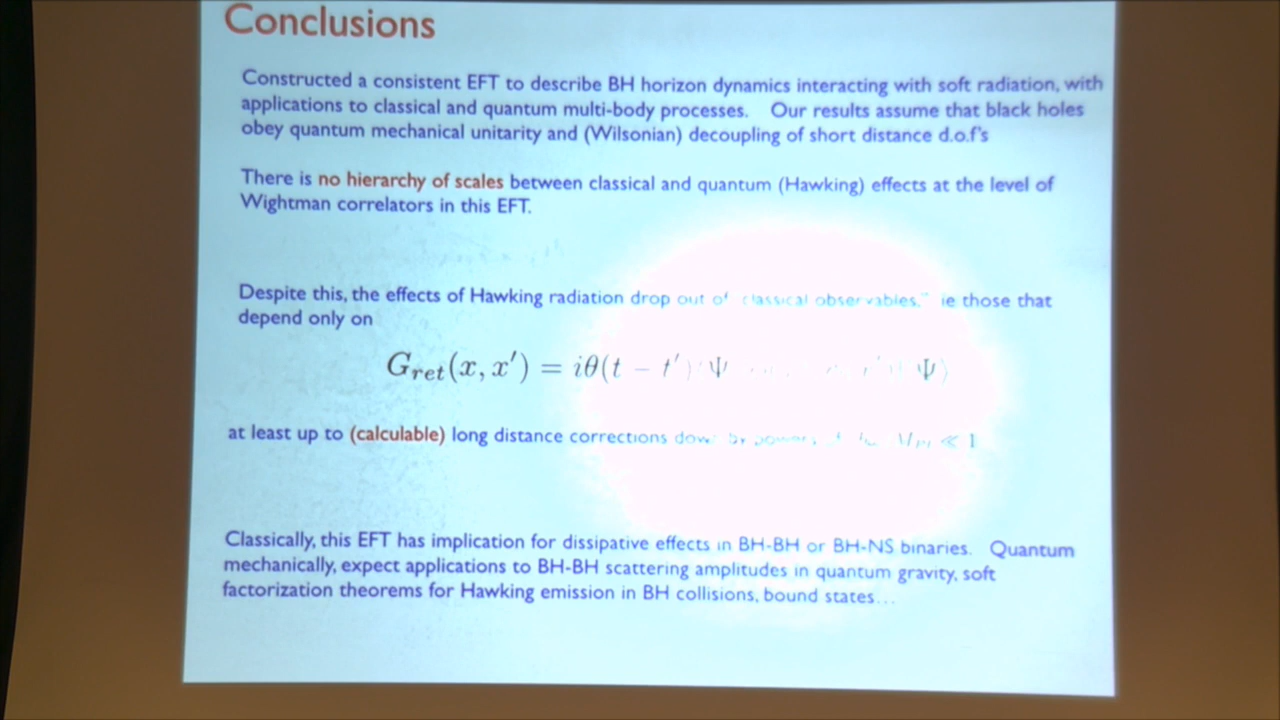 Conclusions
Constructed a consistent EFT to describe BH horizon dynamics interacting with soft radiation, with
applications to classical and quantum multi-body processes. Our results assume that black holes
obey quantum mechanical unitarity and (Wilsonian) decoupling of short distance d.o.f's
There is no hierarchy of scales between classical and quantum (Hawking) effects at the level of
Wightman correlators in this EFT.
Despite this, the effects of Hawking radiation drop out of "classical observables," ie those that
depend only on
G_{ret}(x, x') = iθ(t − t') Ψ Ψ⟩
at least up to (calculable) long distance corrections down by powers ≪ 1
Classically, this EFT has implication for dissipative effects in BH-BH or BH-NS binaries. Quantum
mechanically, expect applications to BH-BH scattering amplitudes in quantum gravity, soft
factorization theorems for Hawking emission in BH collisions, bound states…